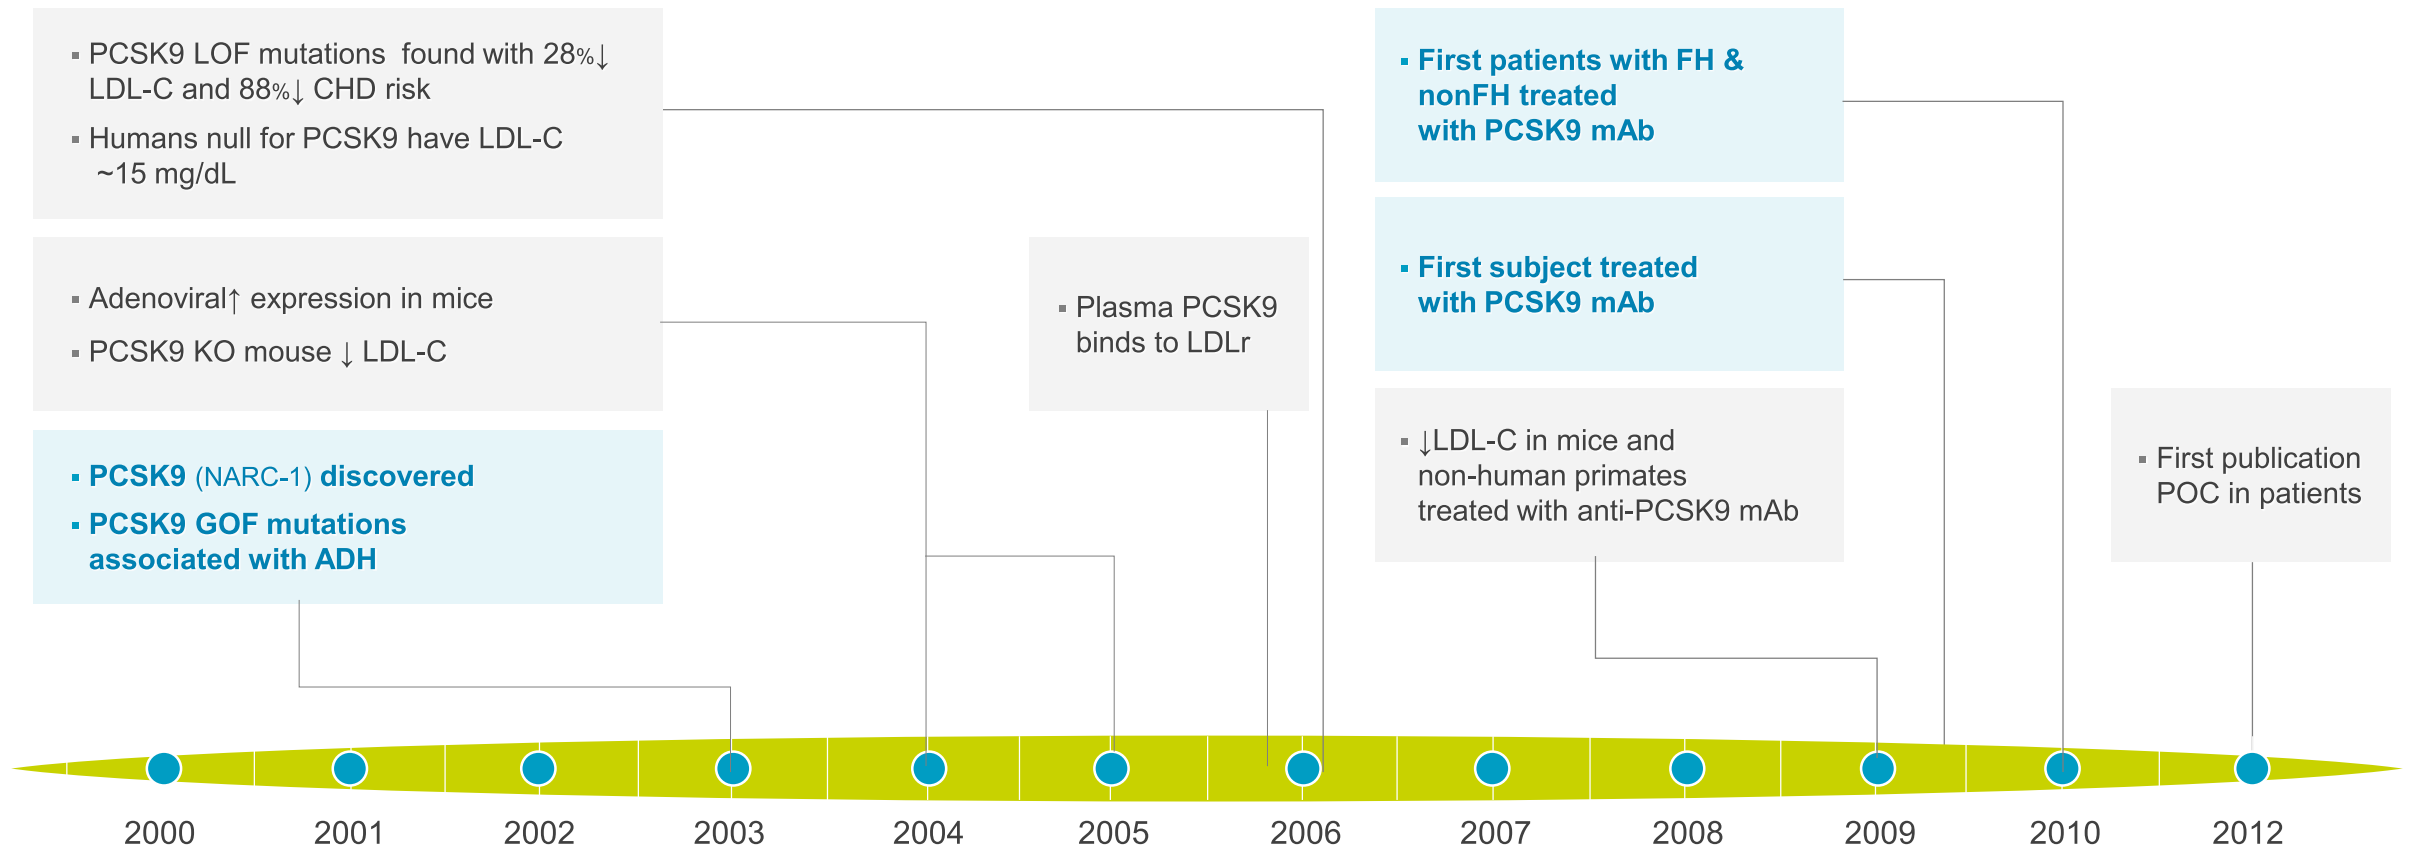 ▪ PCSK9 LOF mutations found with 28%↓
LDL-C and 88%↓ CHD risk
▪ Humans null for PCSK9 have LDL-C
~15 mg/dL
▪ Adenoviral↑ expression in mice
▪ PCSK9 KO mouse ↓ LDL-C
▪ PCSK9 (NARC-1) discovered
▪ PCSK9 GOF mutations
associated with ADH
▪ Plasma PCSK9
binds to LDLr
▪ First patients with FH &
nonFH treated
with PCSK9 mAb
▪ First subject treated
with PCSK9 mAb
▪ ↓LDL-C in mice and
non-human primates
treated with anti-PCSK9 mAb
▪ First publication
POC in patients
2000 2001 2002 2003 2004 2005 2006 2007 2008 2009 2010 2012